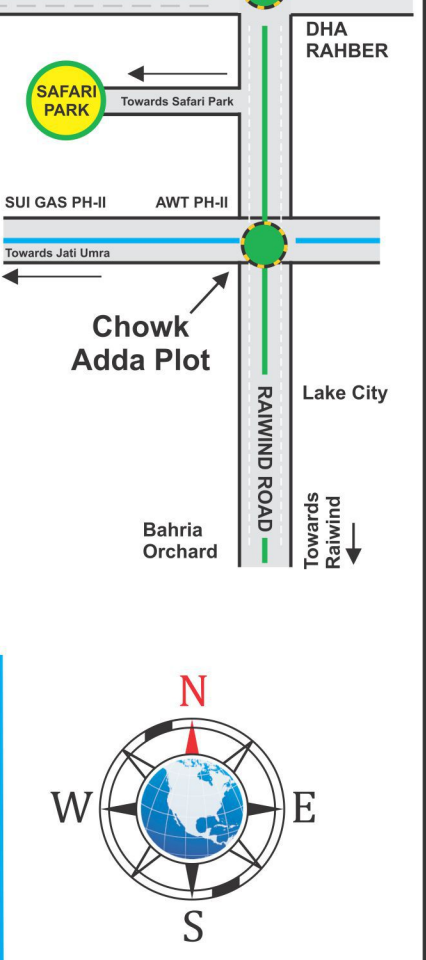 DHA
RAHBER
SAFARI
PARK
Towards Safari Park
SUI GAS PH-II
AWT PH-II
Towards Jati Umra
Chowk
Adda Plot
RAIWIND ROAD
Lake City
Bahria
Orchard
Towards
Raiwind
N
W
E
S